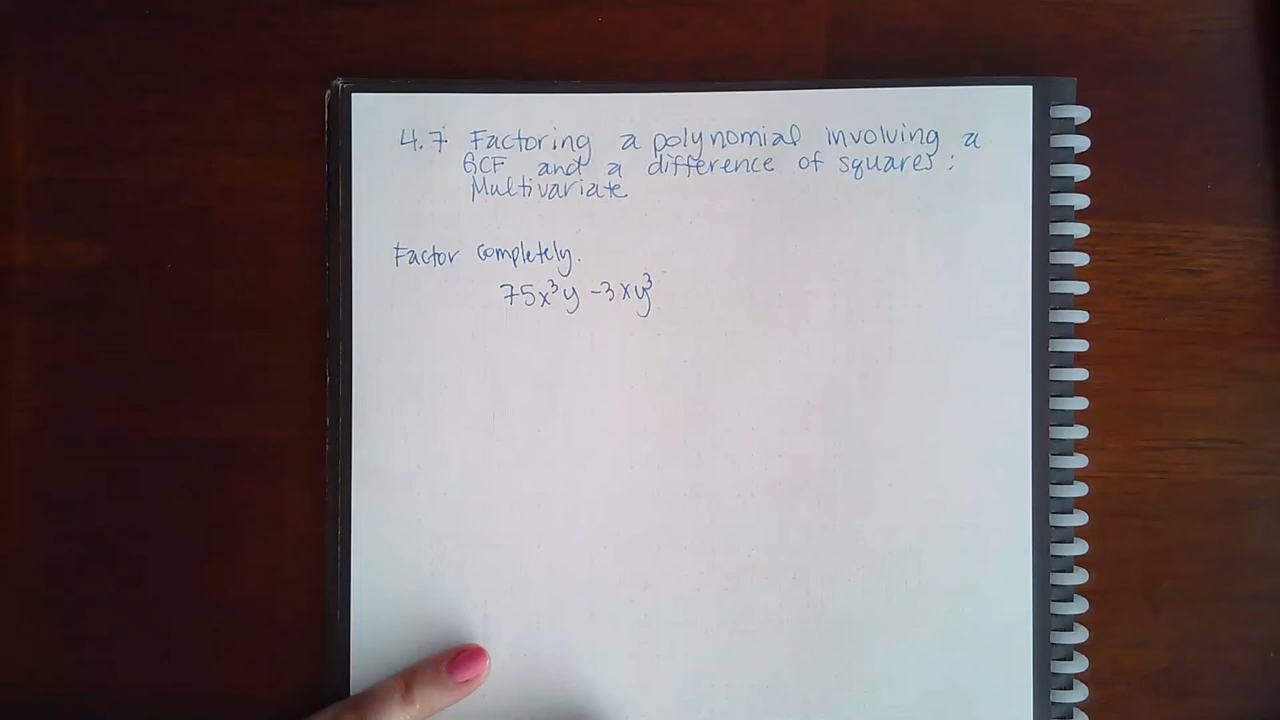 4.7 Factoring a polynomial involving a
GCF and a difference of squares:
Multivariate
Factor completely.
75x³y - 3xy³